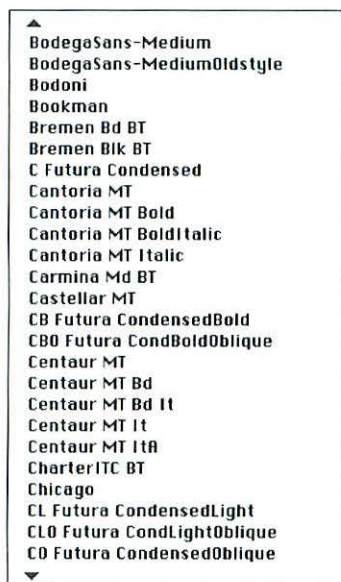 BodegaSans-Medium
BodegaSans-MediumOldstyle
Bodoni
Bookman
Bremen Bd BT
Bremen Blk BT
C Futura Condensed
Cantoria MT
Cantoria MT Bold
Cantoria MT BoldItalic
Cantoria MT Italic
Carmina Md BT
Castellar MT
CB Futura CondensedBold
CBO Futura CondBoldOblique
Centaur MT
Centaur MT Bd
Centaur MT Bd It
Centaur MT It
Centaur MT ItA
CharterITC BT
Chicago
CL Futura CondensedLight
CLO Futura CondLightOblique
CO Futura CondensedOblique